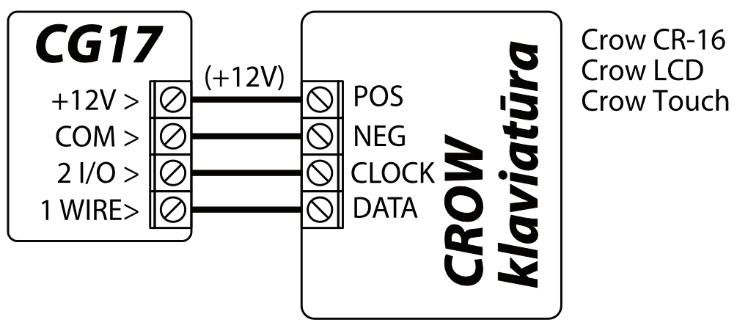 CG17
(+12V)
+12V >
COM >
2 I/O >
1 WIRE>
POS
NEG
CLOCK
DATA
CROW
klaviatūra
Crow CR-16
Crow LCD
Crow Touch